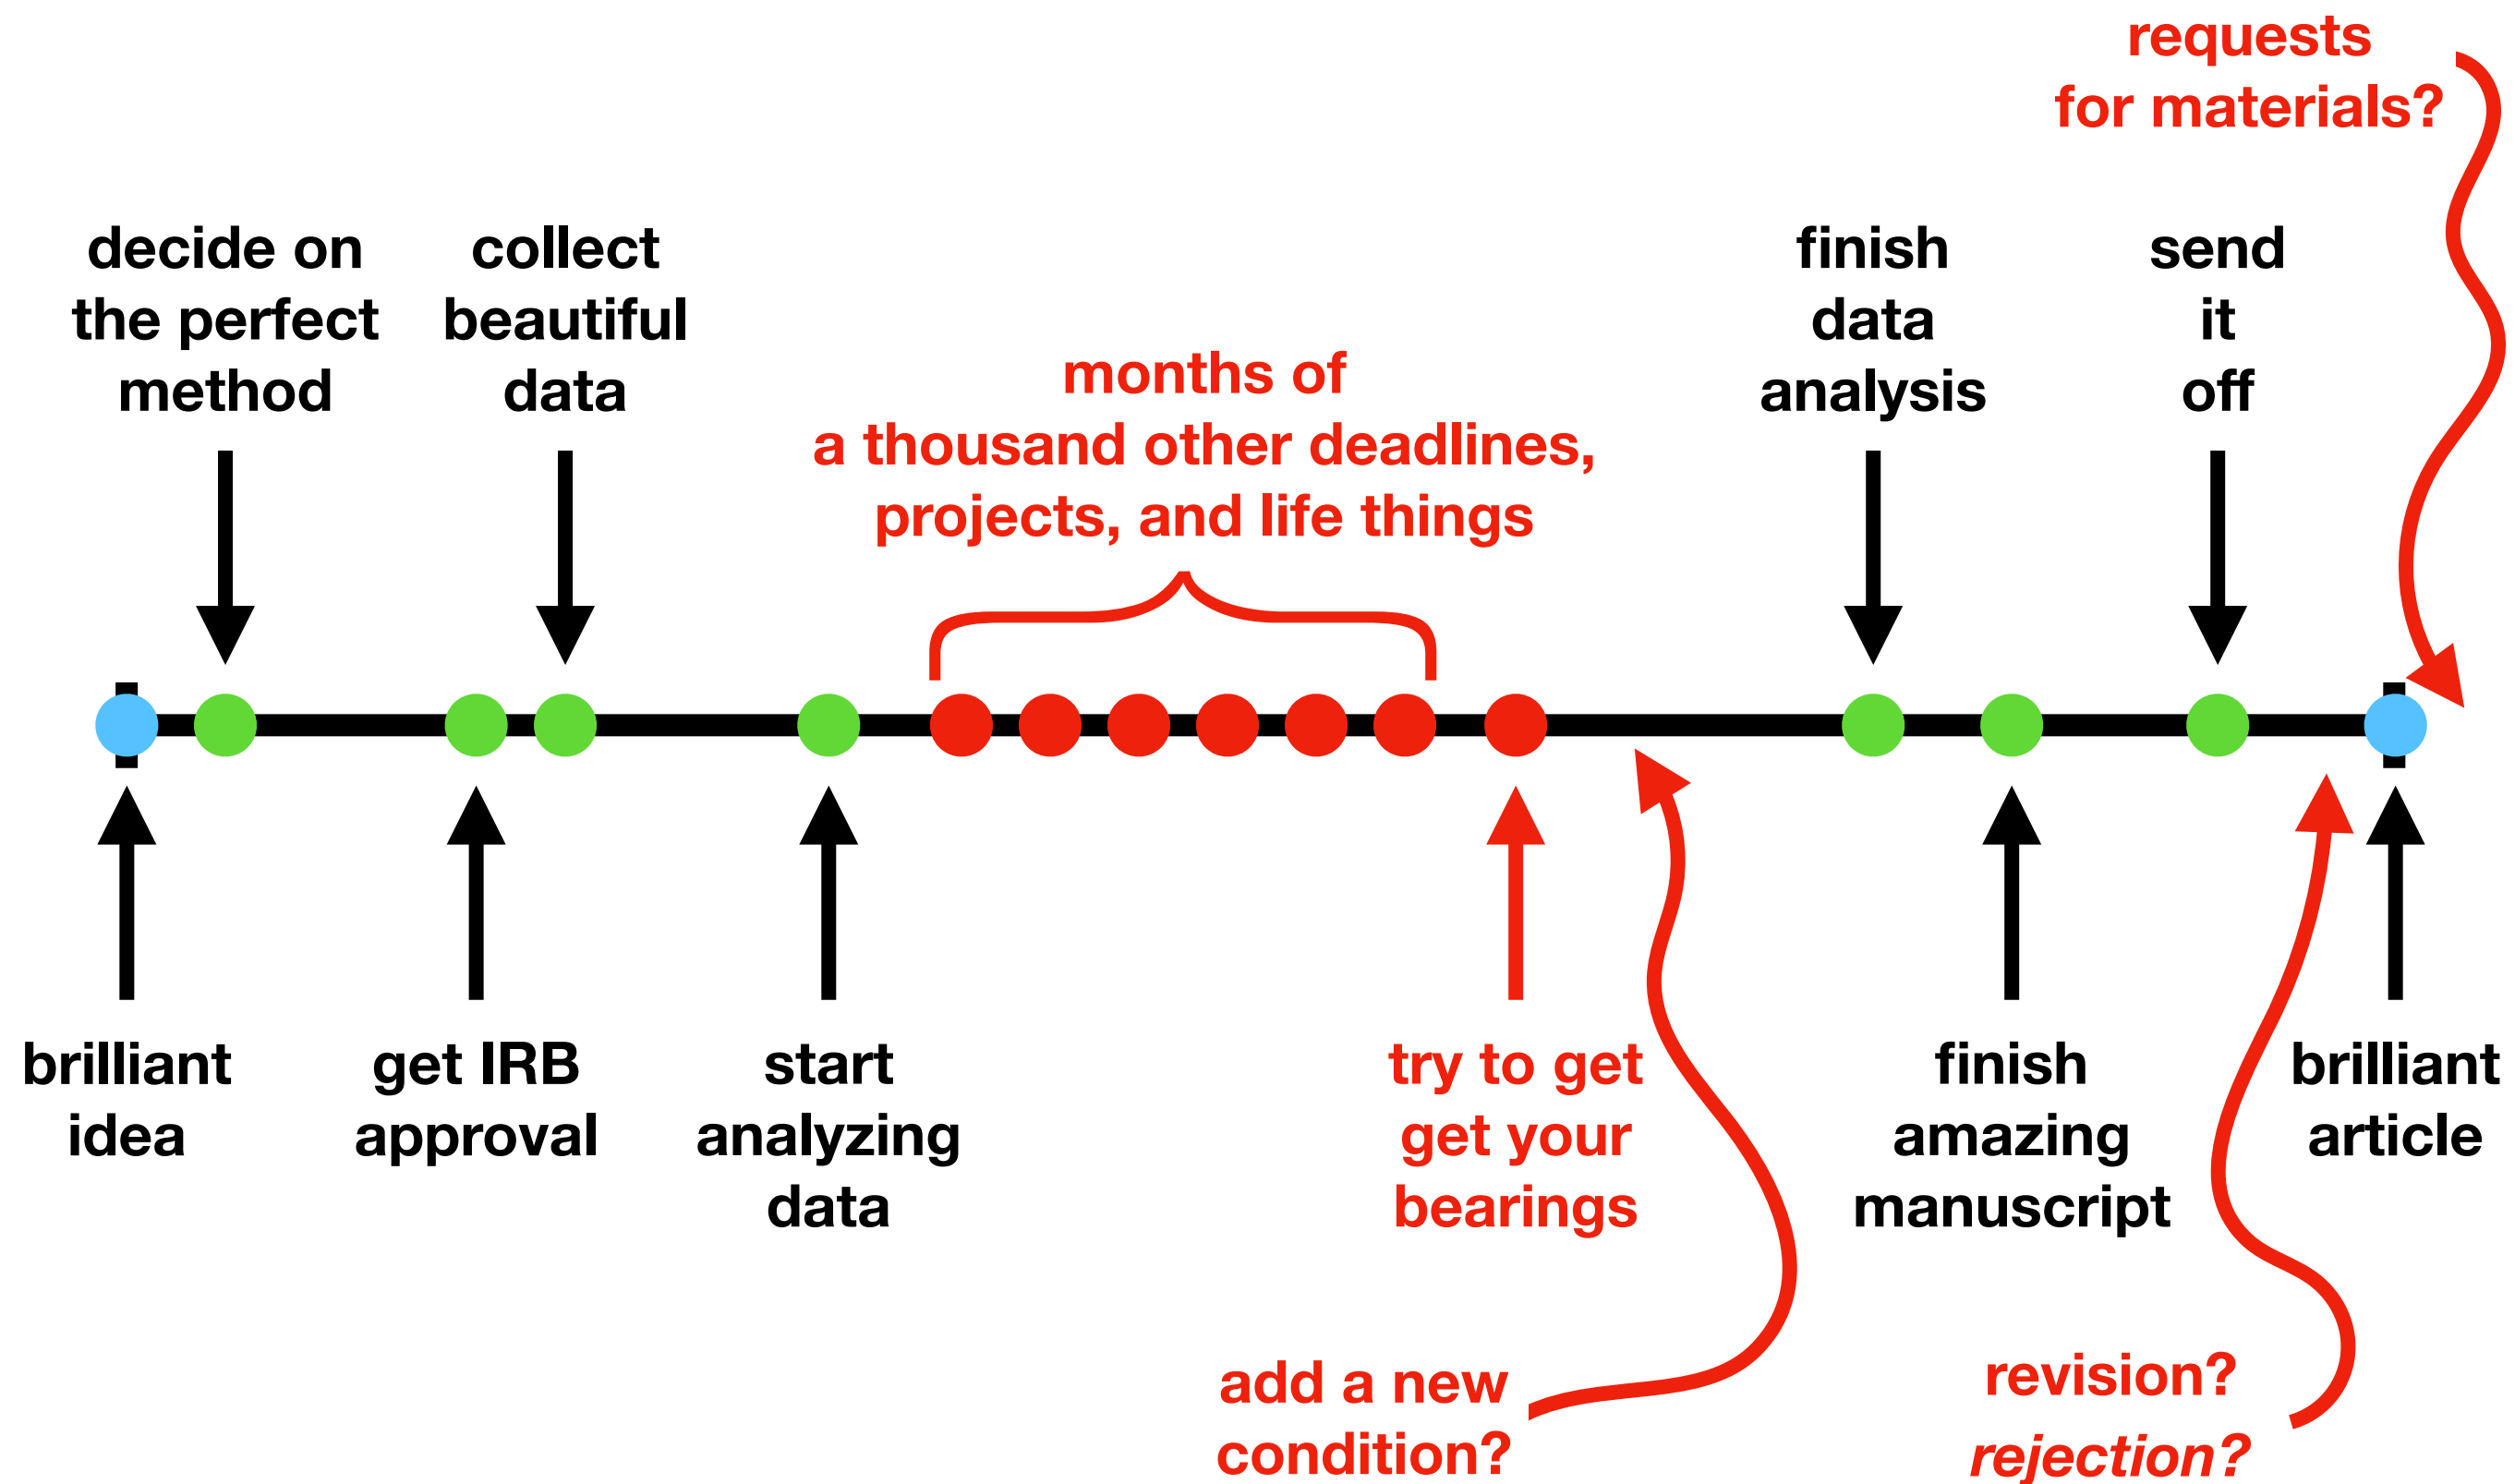 requests
for materials?
decide on
the perfect
method
collect
beautiful
data
months of
a thousand other deadlines,
projects, and life things
finish
data
analysis
send
it
off
brilliant
idea
get IRB
approval
start
analyzing
data
try to get
get your
bearings
finish
amazing
manuscript
brilliant
article
add a new
condition?
revision?
rejection?